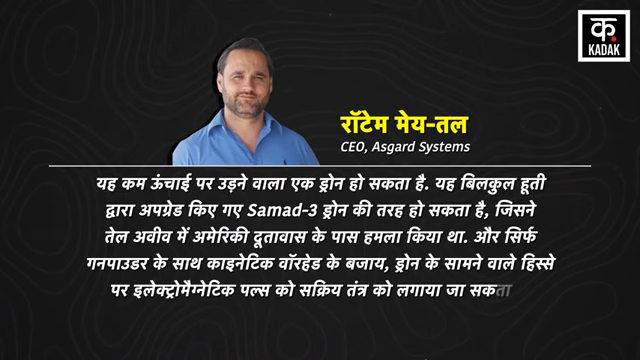 क
KADAK
रॉटेम मेय-तल
CEO, Asgard Systems
यह कम ऊंचाई पर उड़ने वाला एक ड्रोन हो सकता है. यह बिलकुल हूती
द्वारा अपग्रेड किए गए Samad-3 ड्रोन की तरह हो सकता है, जिसने
तेल अवीव में अमेरिकी दूतावास के पास हमला किया था. और सिर्फ
गनपाउडर के साथ काइनेटिक वॉरहेड के बजाय, ड्रोन के सामने वाले हिस्से
पर इलेक्ट्रोमैग्नेटिक पल्स को सक्रिय तंत्र को लगाया जा सकता